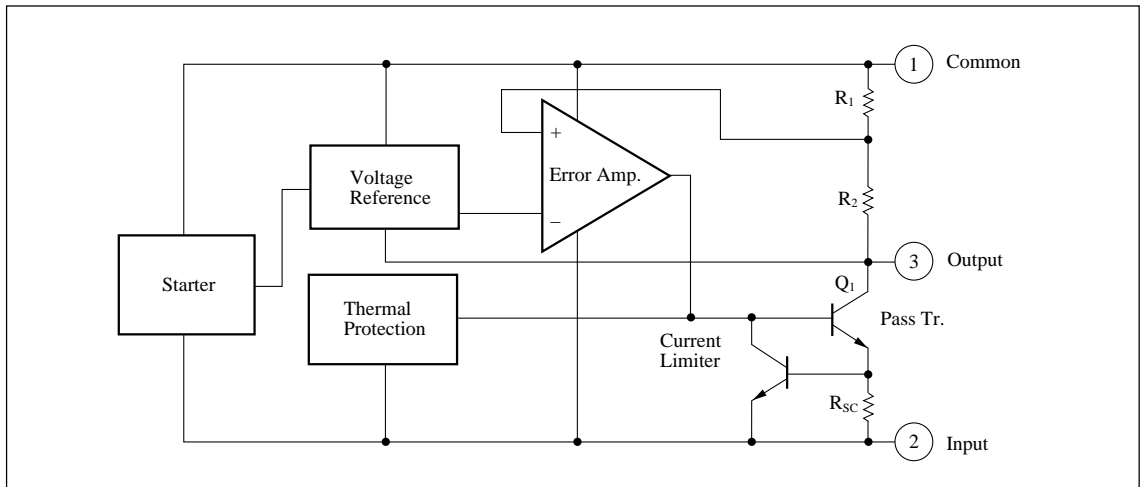 1 Common
R1
+
Error Amp.
−
Voltage
Reference
R2
Starter
3 Output
Q1
Thermal
Protection
Pass Tr.
Current
Limiter
RSC
2 Input